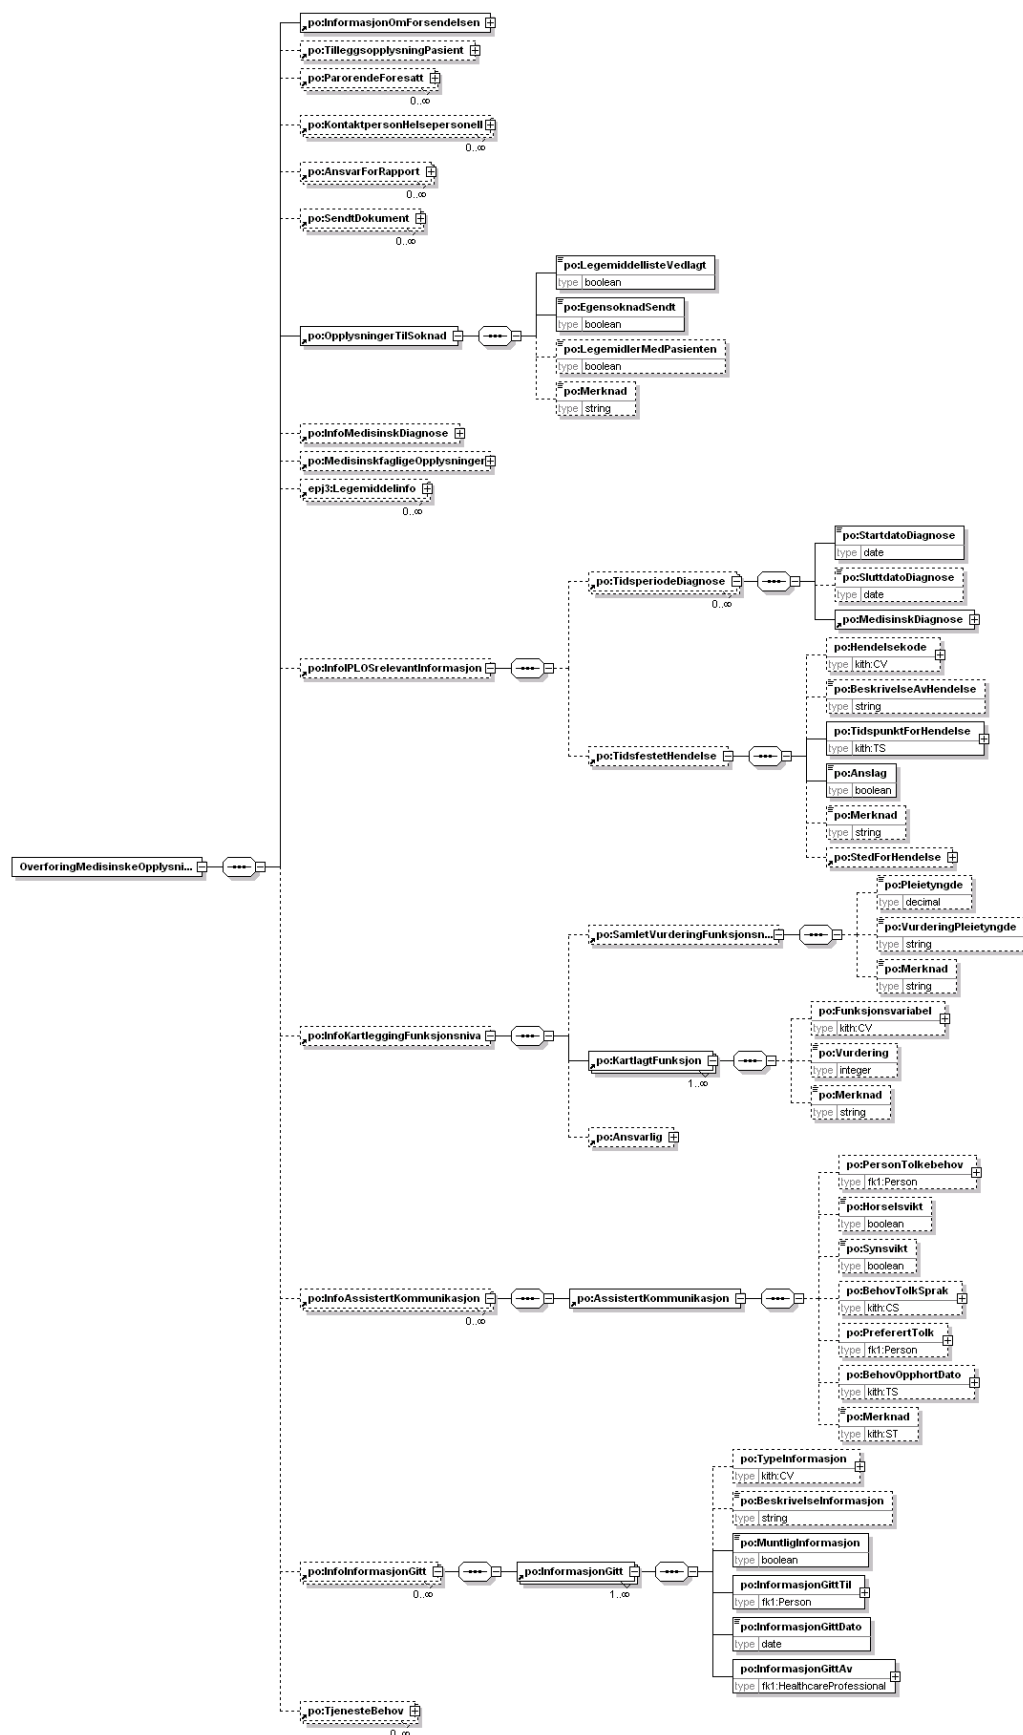 po:InformasjonOmForsendelsen
po:TilleggsopplysningPasient
po:ParorendeForesatt
0..∞
po:KontaktpersonHelsepersonell
0..∞
po:AnsvarForRapport
0..∞
po:SendtDokument
0..∞
po:LegemiddellisteVedlagt
type boolean
po:EgensoknadSendt
type boolean
po:OpplysningerTilSoknad
po:LegemidlerMedPasienten
type boolean
po:Merknad
type string
po:InfoMedisinskDiagnose
po:MedisinskfagligeOpplysninger
epj3:Legemiddelinfo
0..∞
po:StartdatoDiagnose
type date
po:TidsperiodeDiagnose
0..∞
po:SluttdatoDiagnose
type date
po:MedisinskDiagnose
po:InfoIPLOSrelevantInformasjon
po:Hendelsekode
type kith:CV
po:BeskrivelseAvHendelse
type string
po:TidspunktForHendelse
type kith:TS
po:TidsfestetHendelse
po:Anslag
type boolean
po:Merknad
type string
po:StedForHendelse
OverforingMedisinskeOpplysni...
po:Pleietyngde
type decimal
po:SamletVurderingFunksjonsn...
po:VurderingPleietyngde
type string
po:Merknad
type string
po:InfoKartleggingFunksjonsniva
po:Funksjonsvariabel
type kith:CV
po:KartlagtFunksjon
1..∞
po:Vurdering
type integer
po:Merknad
type string
po:Ansvarlig
po:PersonTolkebehov
type fk1:Person
po:Horselsvikt
type boolean
po:Synsvikt
type boolean
po:InfoAssistertKommunikasjon
0..∞
po:AssistertKommunikasjon
po:BehovTolkSprak
type kith:CS
po:PreferertTolk
type fk1:Person
po:BehovOpphortDato
type kith:TS
po:Merknad
type kith:ST
po:TypeInformasjon
type kith:CV
po:BeskrivelseInformasjon
type string
po:MuntligInformasjon
type boolean
po:InfoInformasjonGitt
0..∞
po:InformasjonGitt
1..∞
po:InformasjonGittTil
type fk1:Person
po:InformasjonGittDato
type date
po:InformasjonGittAv
type fk1:HealthcareProfessional
po:TjenesteBehov
0..∞